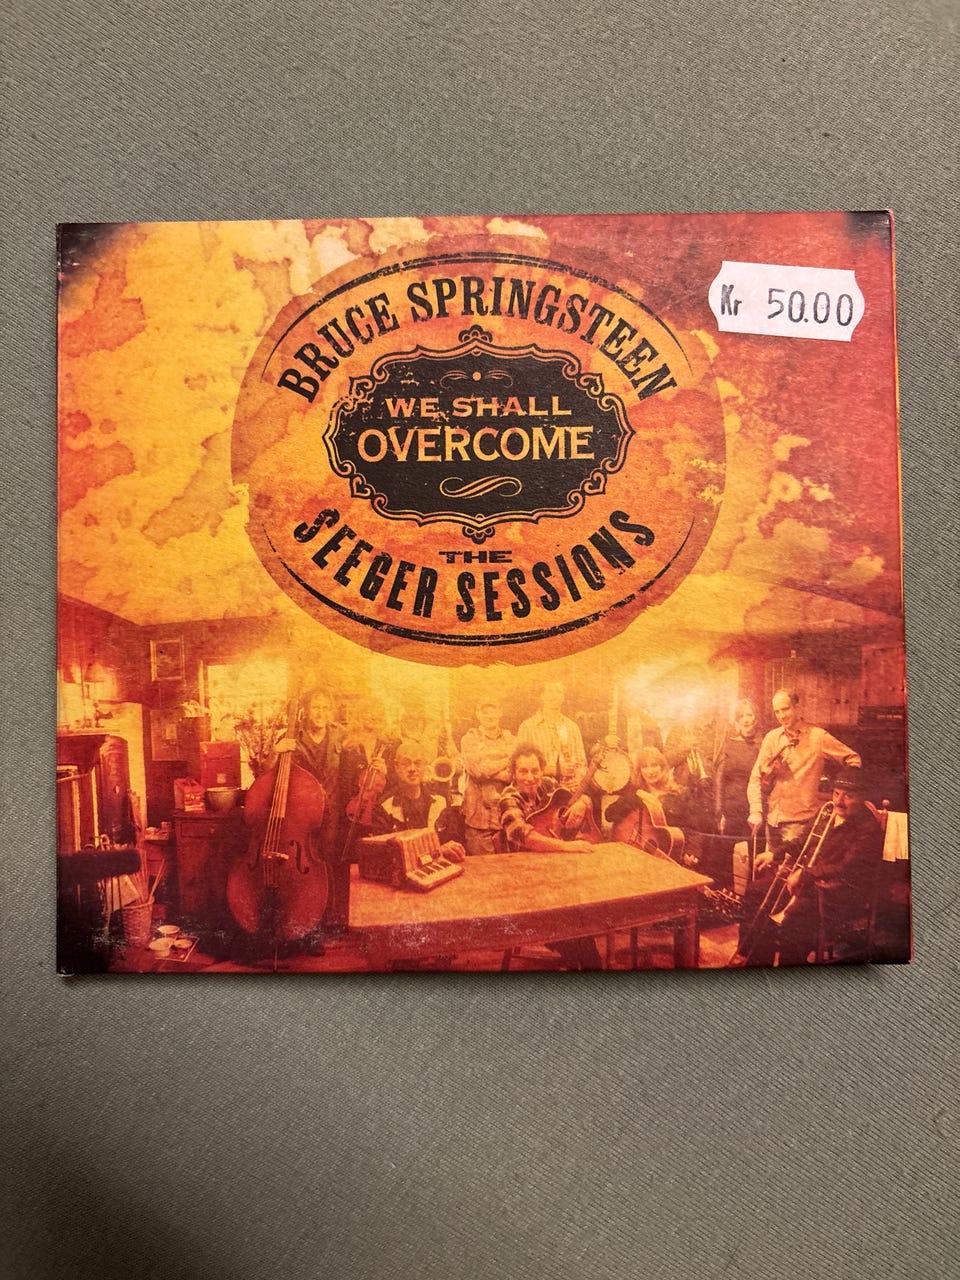 BRUCE SPRINGSTEEN
Kr 50.00
WE SHALL
OVERCOME
THE
SEEGER SESSIONS